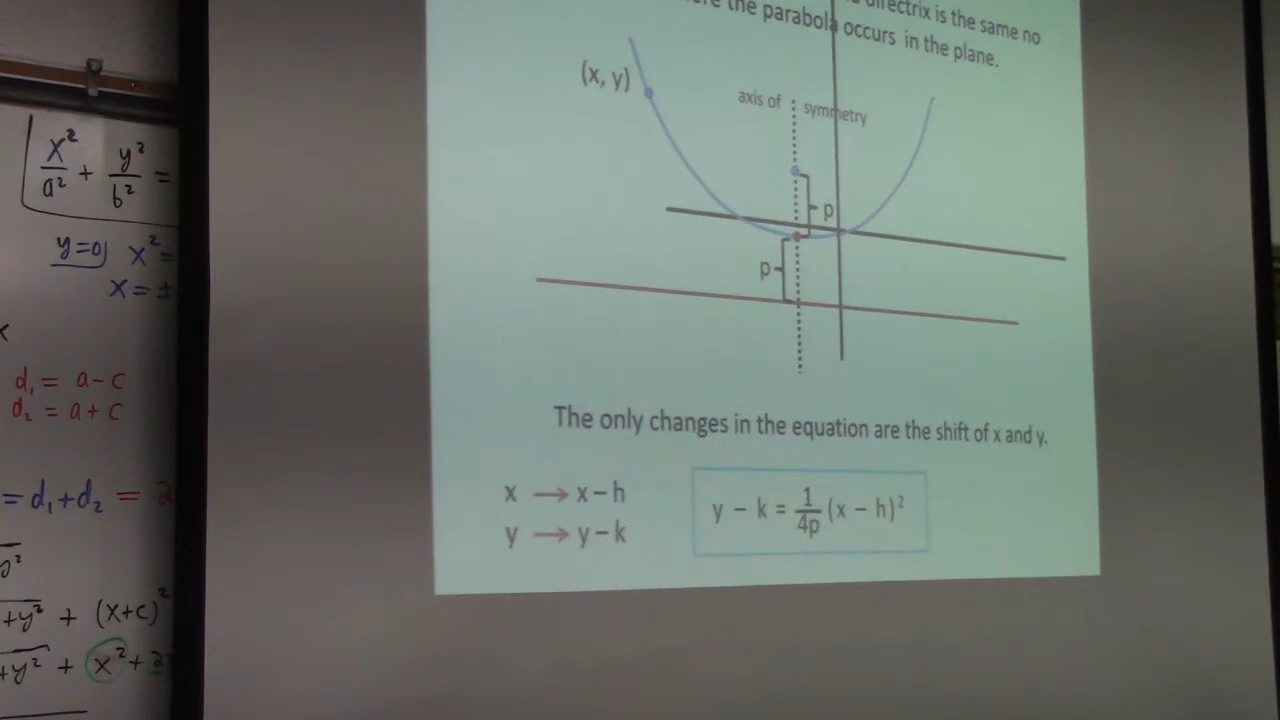 x²/a² + y²/b² =
y=0, x² =
x = ±
x
d₁ = a - c
d₂ = a + c
= d₁+d₂ =
y²
+y² + (x+c)²
+y² + x² +
directrix is the same no
the parabola occurs in the plane.
(x, y)
axis of symmetry
p
p
The only changes in the equation are the shift of x and y.
x → x-h
y → y-k
y - k = 1/4p (x - h)²